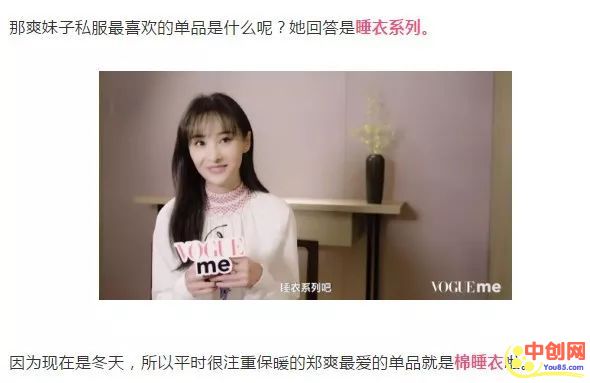 那爽妹子私服最喜欢的单品是什么呢？她回答是睡衣系列。
VOGUE
me
睡衣系列吧
VOGUE me
因为现在是冬天，所以平时很注重保暖的郑爽最爱的单品就是棉睡衣啦。
中创网
You85.com